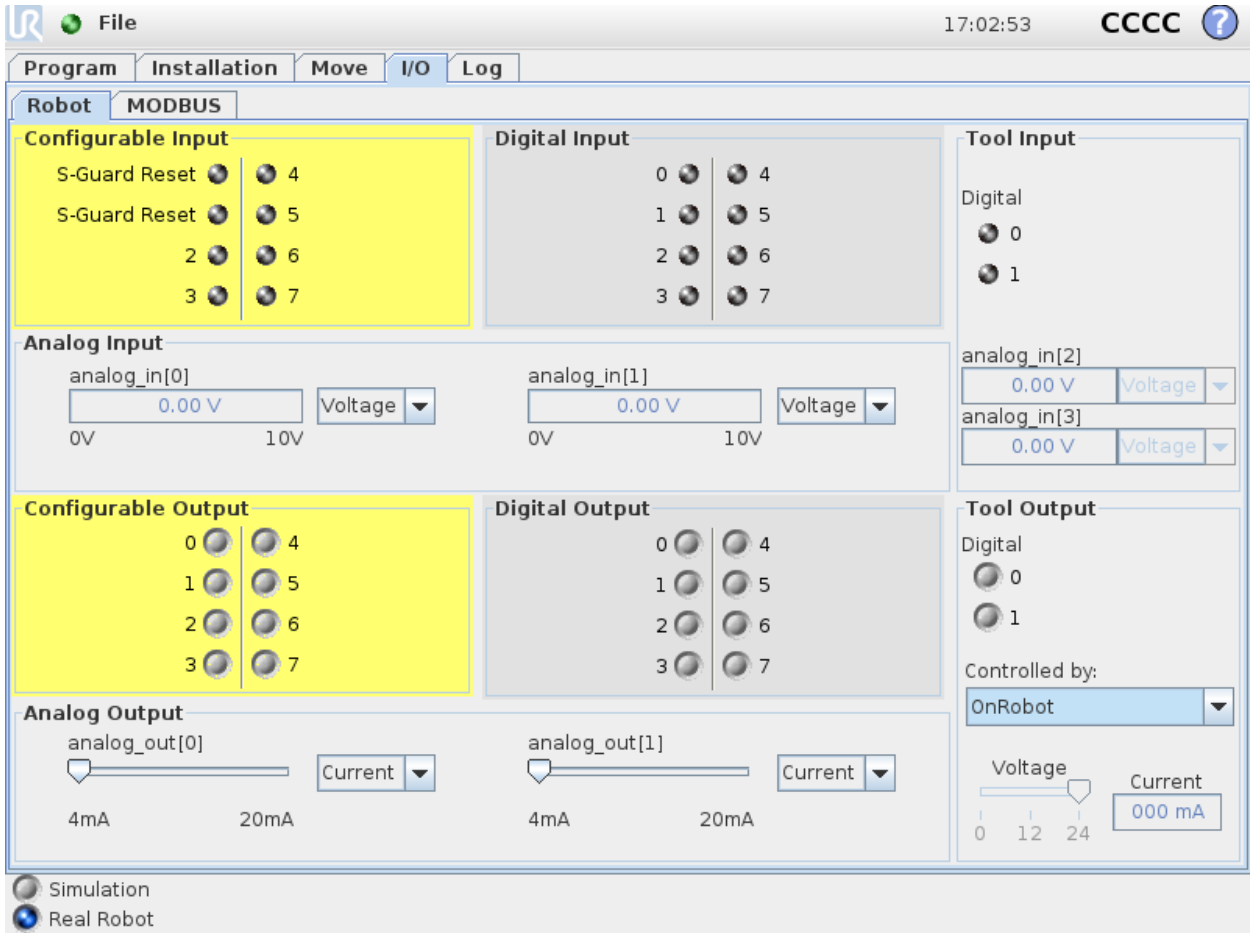 UR File 17:02:53 CCCC ?
Program Installation Move I/O Log
Robot MODBUS
Configurable Input
S-Guard Reset 4
S-Guard Reset 5
2 6
3 7
Digital Input
0 4
1 5
2 6
3 7
Tool Input
Digital
0
1
analog_in[2]
0.00 V Voltage
analog_in[3]
0.00 V Voltage
Analog Input
analog_in[0]
0.00 V Voltage
0V 10V
analog_in[1]
0.00 V Voltage
0V 10V
Configurable Output
0 4
1 5
2 6
3 7
Digital Output
0 4
1 5
2 6
3 7
Tool Output
Digital
0
1
Controlled by:
OnRobot
Voltage
0 12 24
Current
000 mA
Analog Output
analog_out[0]
Current
4mA 20mA
analog_out[1]
Current
4mA 20mA
Simulation
Real Robot